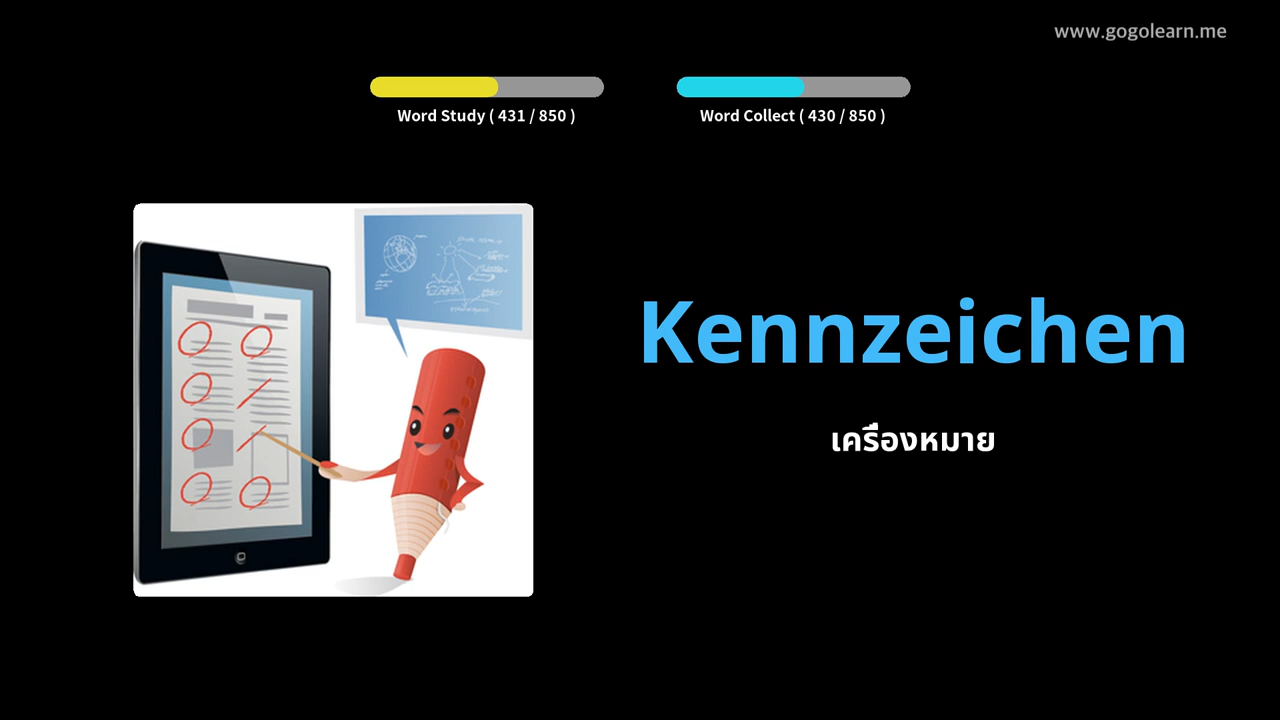 www.gogolearn.me
Word Study ( 431 / 850 )
Word Collect ( 430 / 850 )
Kennzeichen
เครื่องหมาย